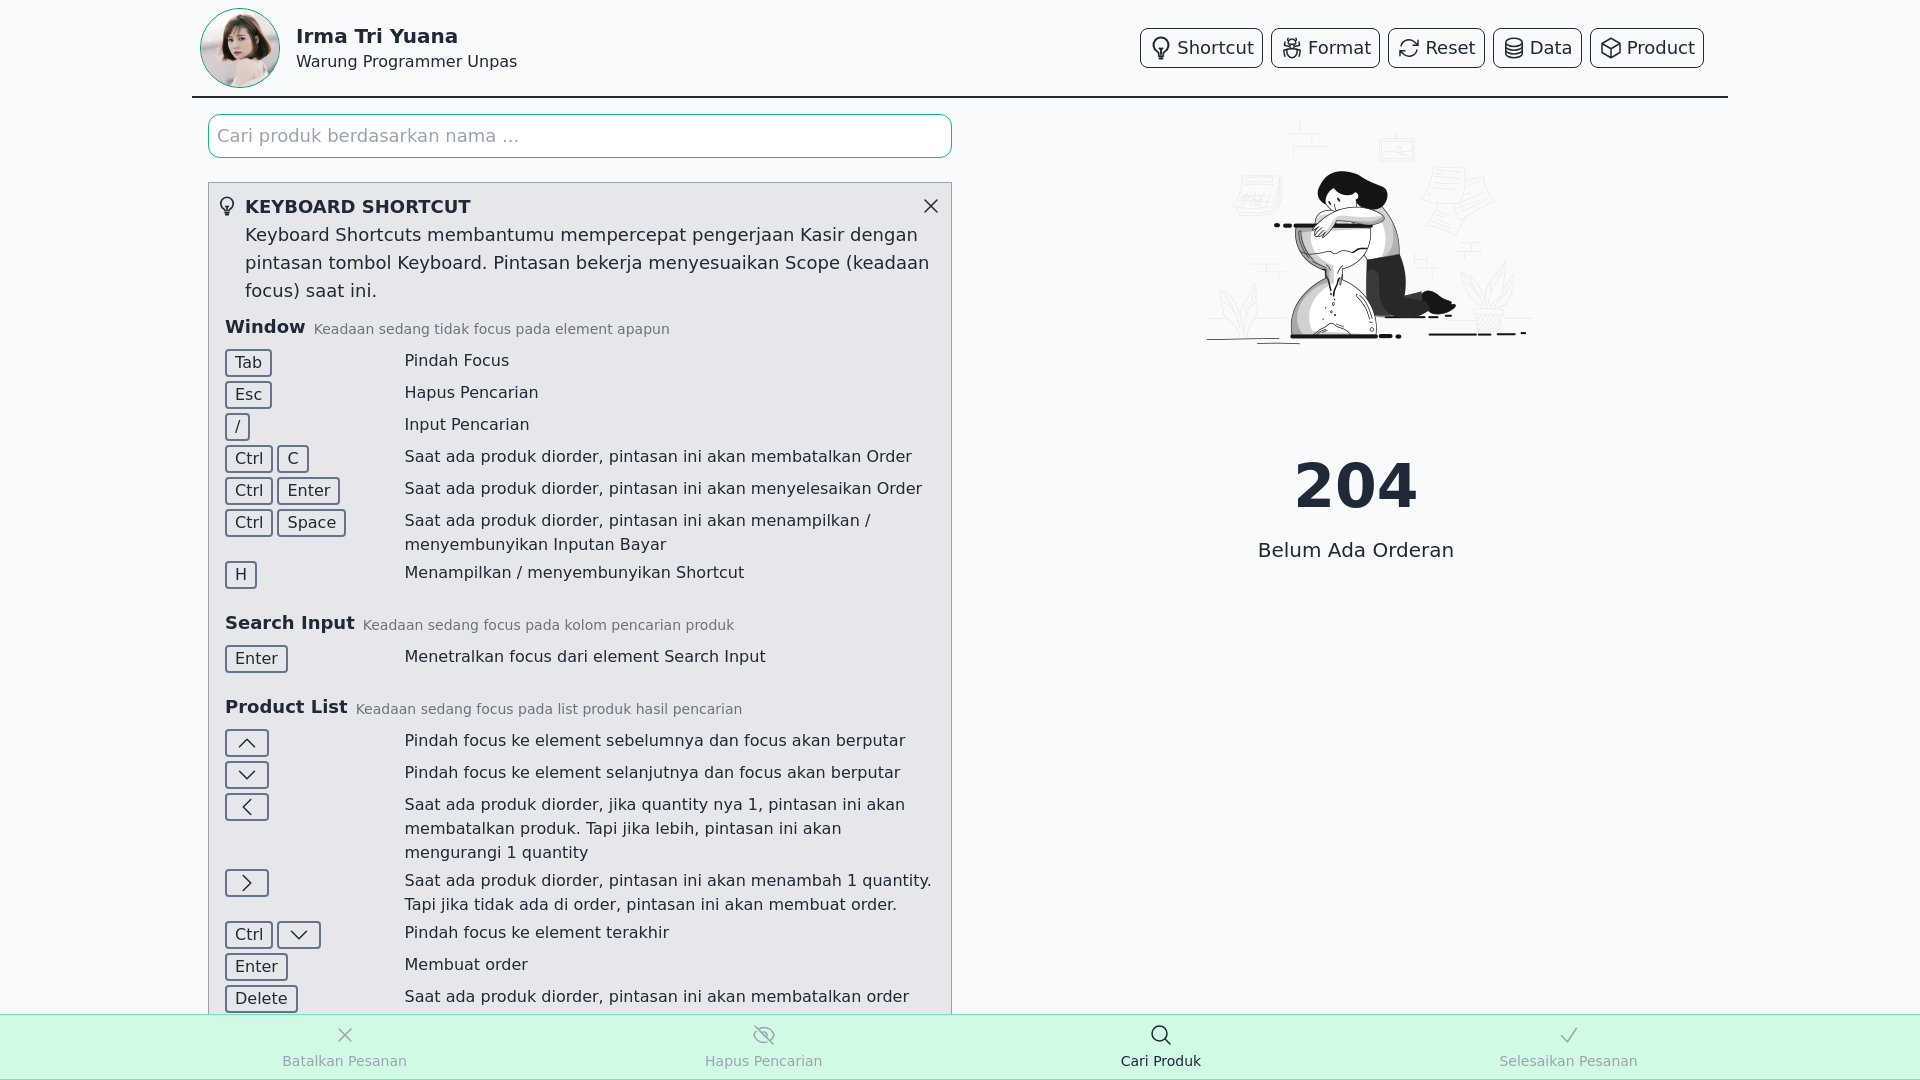 Irma Tri Yuana
Warung Programmer Unpas
Shortcut
Format
Reset
Data
Product
Cari produk berdasarkan nama ...
KEYBOARD SHORTCUT
Keyboard Shortcuts membantumu mempercepat pengerjaan Kasir dengan
pintasan tombol Keyboard. Pintasan bekerja menyesuaikan Scope (keadaan
focus) saat ini.
Window Keadaan sedang tidak focus pada element apapun
Tab Pindah Focus
Esc Hapus Pencarian
/ Input Pencarian
Ctrl C Saat ada produk diorder, pintasan ini akan membatalkan Order
Ctrl Enter Saat ada produk diorder, pintasan ini akan menyelesaikan Order
Ctrl Space Saat ada produk diorder, pintasan ini akan menampilkan /
menyembunyikan Inputan Bayar
H Menampilkan / menyembunyikan Shortcut
Search Input Keadaan sedang focus pada kolom pencarian produk
Enter Menetralkan focus dari element Search Input
Product List Keadaan sedang focus pada list produk hasil pencarian
Pindah focus ke element sebelumnya dan focus akan berputar
Pindah focus ke element selanjutnya dan focus akan berputar
Saat ada produk diorder, jika quantity nya 1, pintasan ini akan
membatalkan produk. Tapi jika lebih, pintasan ini akan
mengurangi 1 quantity
Saat ada produk diorder, pintasan ini akan menambah 1 quantity.
Tapi jika tidak ada di order, pintasan ini akan membuat order.
Ctrl Pindah focus ke element terakhir
Enter Membuat order
Delete Saat ada produk diorder, pintasan ini akan membatalkan order
204
Belum Ada Orderan
Batalkan Pesanan
Hapus Pencarian
Cari Produk
Selesaikan Pesanan